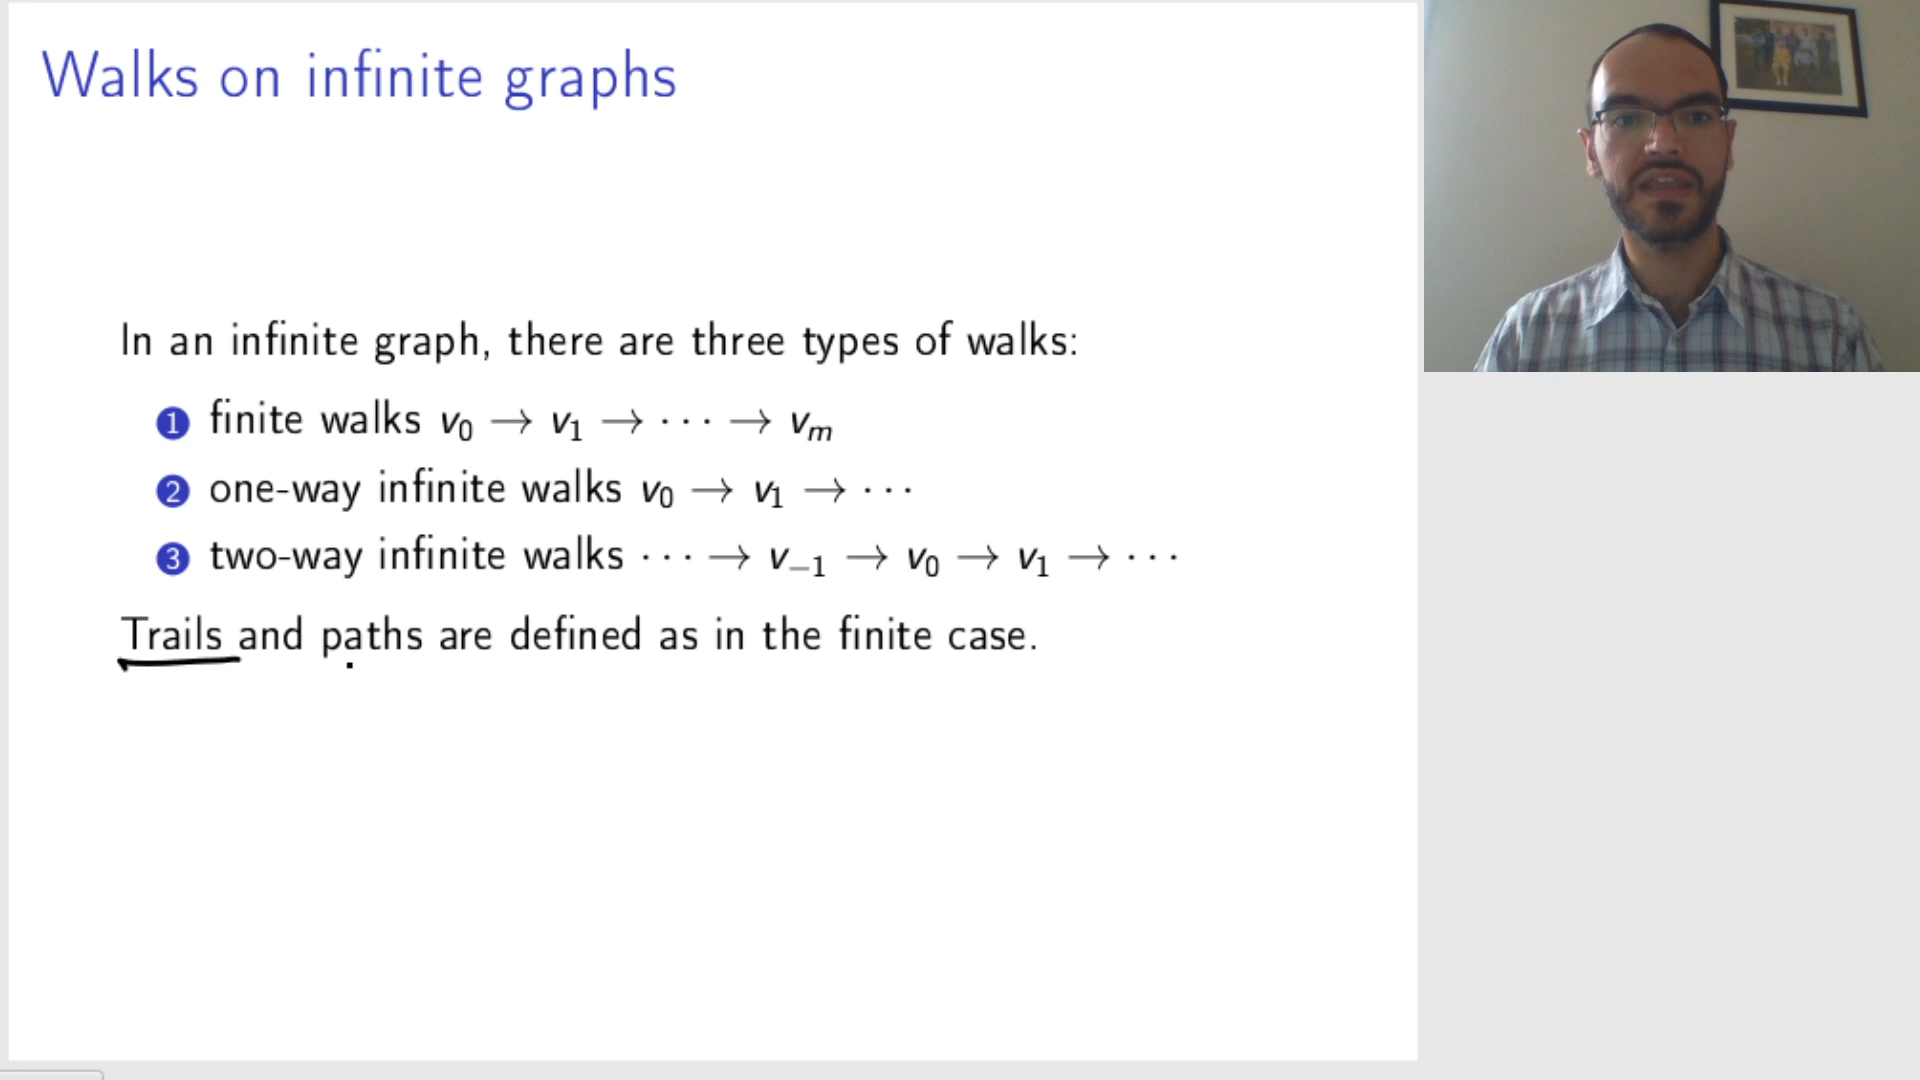 Walks on infinite graphs
In an infinite graph, there are three types of walks:
1 finite walks v₀ → v₁ → ··· → vₘ
2 one-way infinite walks v₀ → v₁ → ···
3 two-way infinite walks ··· → v₋₁ → v₀ → v₁ → ···
Trails and paths are defined as in the finite case.